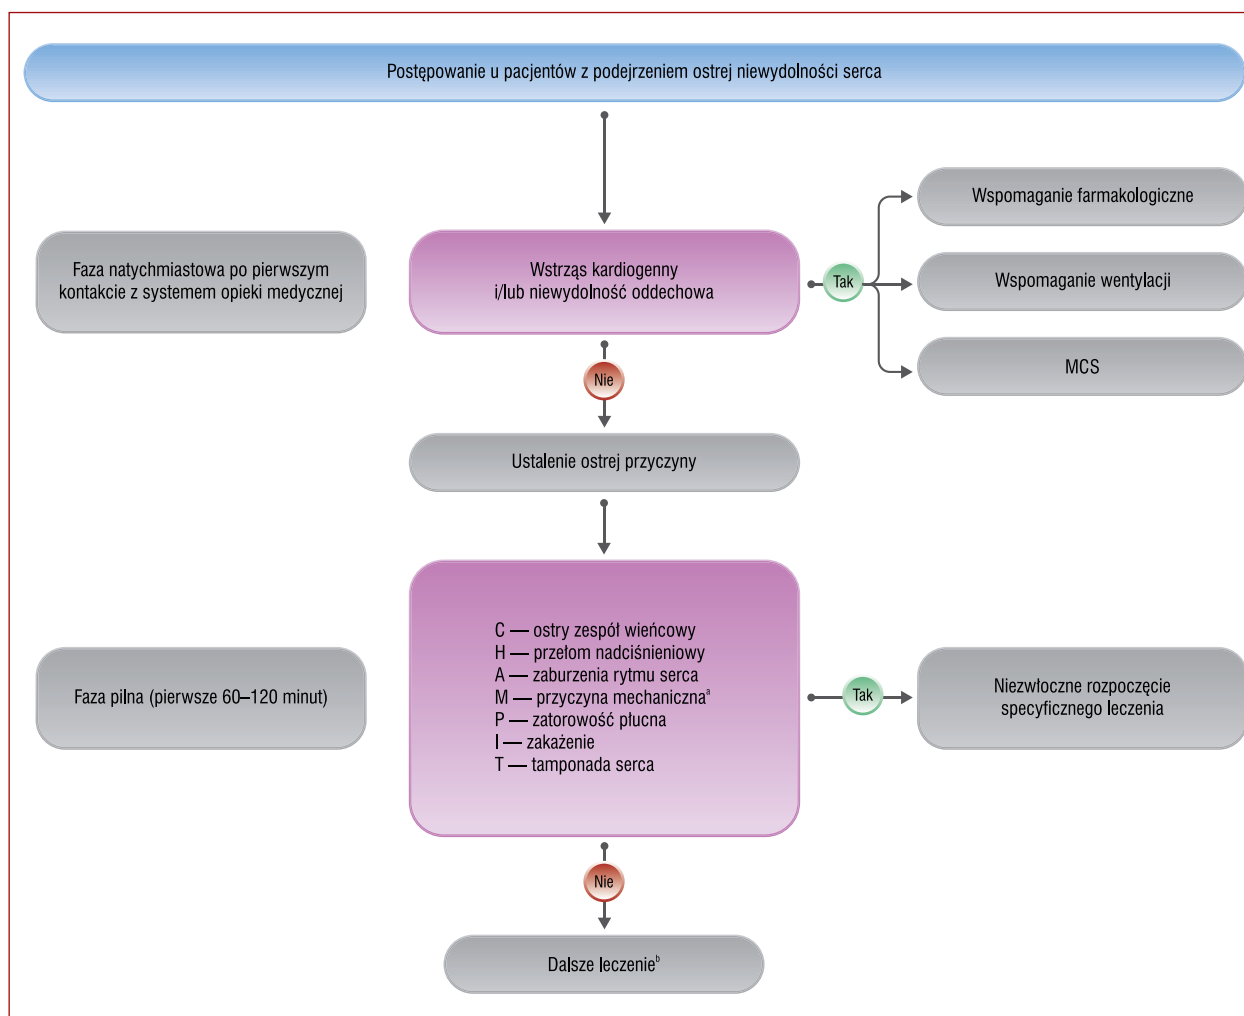 Postępowanie u pacjentów z podejrzeniem ostrej niewydolności serca
Wspomaganie farmakologiczne
Faza natychmiastowa po pierwszym
kontakcie z systemem opieki medycznej
Wstrząs kardiogenny
i/lub niewydolność oddechowa
Tak
Wspomaganie wentylacji
MCS
Nie
Ustalenie ostrej przyczyny
Faza pilna (pierwsze 60–120 minut)
C — ostry zespół wieńcowy
H — przełom nadciśnieniowy
A — zaburzenia rytmu serca
M — przyczyna mechanicznaᵃ
P — zatorowość płucna
I — zakażenie
T — tamponada serca
Tak
Niezwłoczne rozpoczęcie
specyficznego leczenia
Nie
Dalsze leczenieᵇ